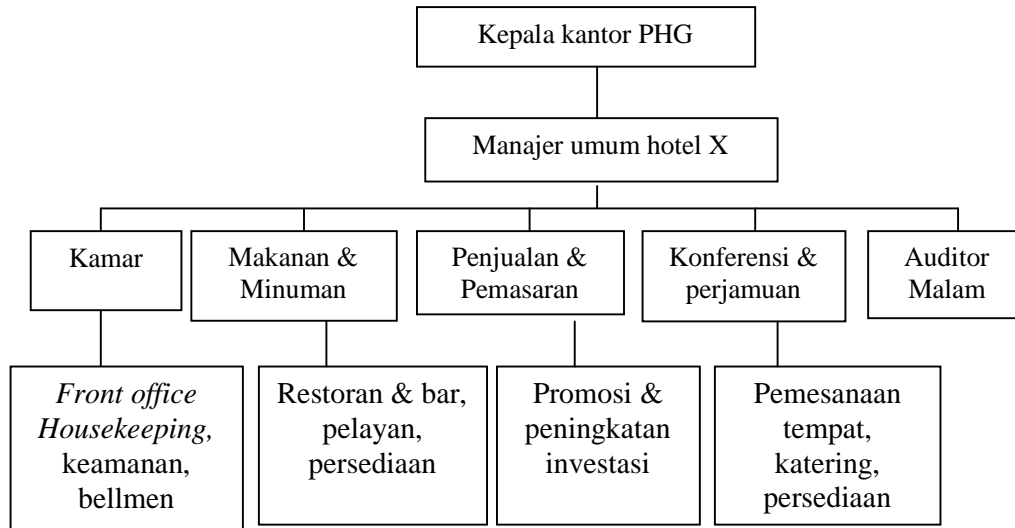 Kepala kantor PHG
Manajer umum hotel X
Kamar
Makanan &
Minuman
Penjualan &
Pemasaran
Konferensi &
perjamuan
Auditor
Malam
Front office
Housekeeping,
keamanan,
bellmen
Restoran & bar,
pelayan,
persediaan
Promosi &
peningkatan
investasi
Pemesanaan
tempat,
katering,
persediaan